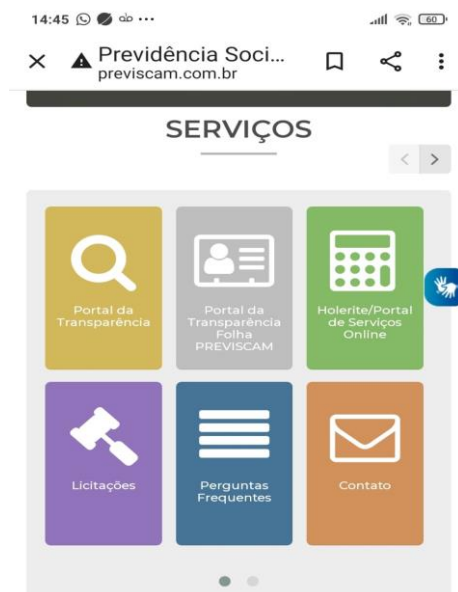 14:45
60
Previdência Soci...
previscam.com.br
SERVIÇOS
Portal da
Transparência
Portal da
Transparência
Folha
PREVISCAM
Holerite/Portal
de Serviços
Online
Licitações
Perguntas
Frequentes
Contato